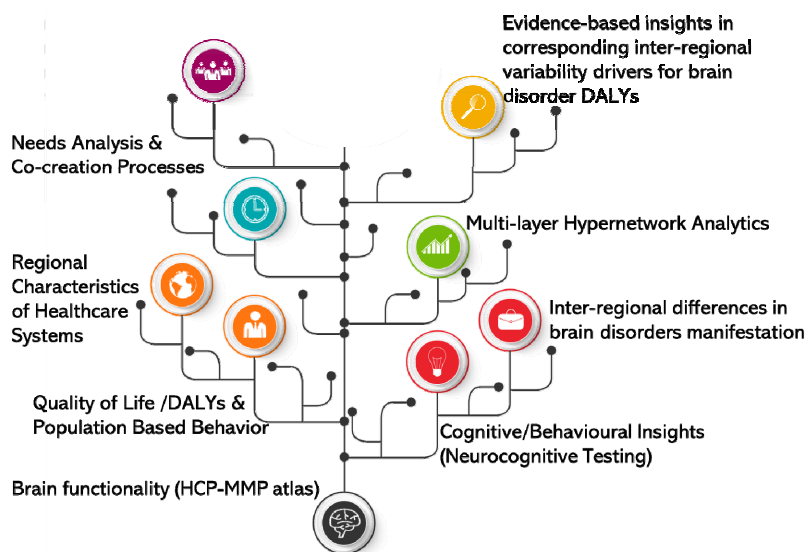 Evidence-based insights in
corresponding inter-regional
variability drivers for brain
disorder DALYs
Needs Analysis &
Co-creation Processes
Multi-layer Hypernetwork Analytics
Regional
Characteristics
of Healthcare
Systems
Inter-regional differences in
brain disorders manifestation
Quality of Life /DALYs &
Population Based Behavior
Cognitive/Behavioural Insights
(Neurocognitive Testing)
Brain functionality (HCP-MMP atlas)